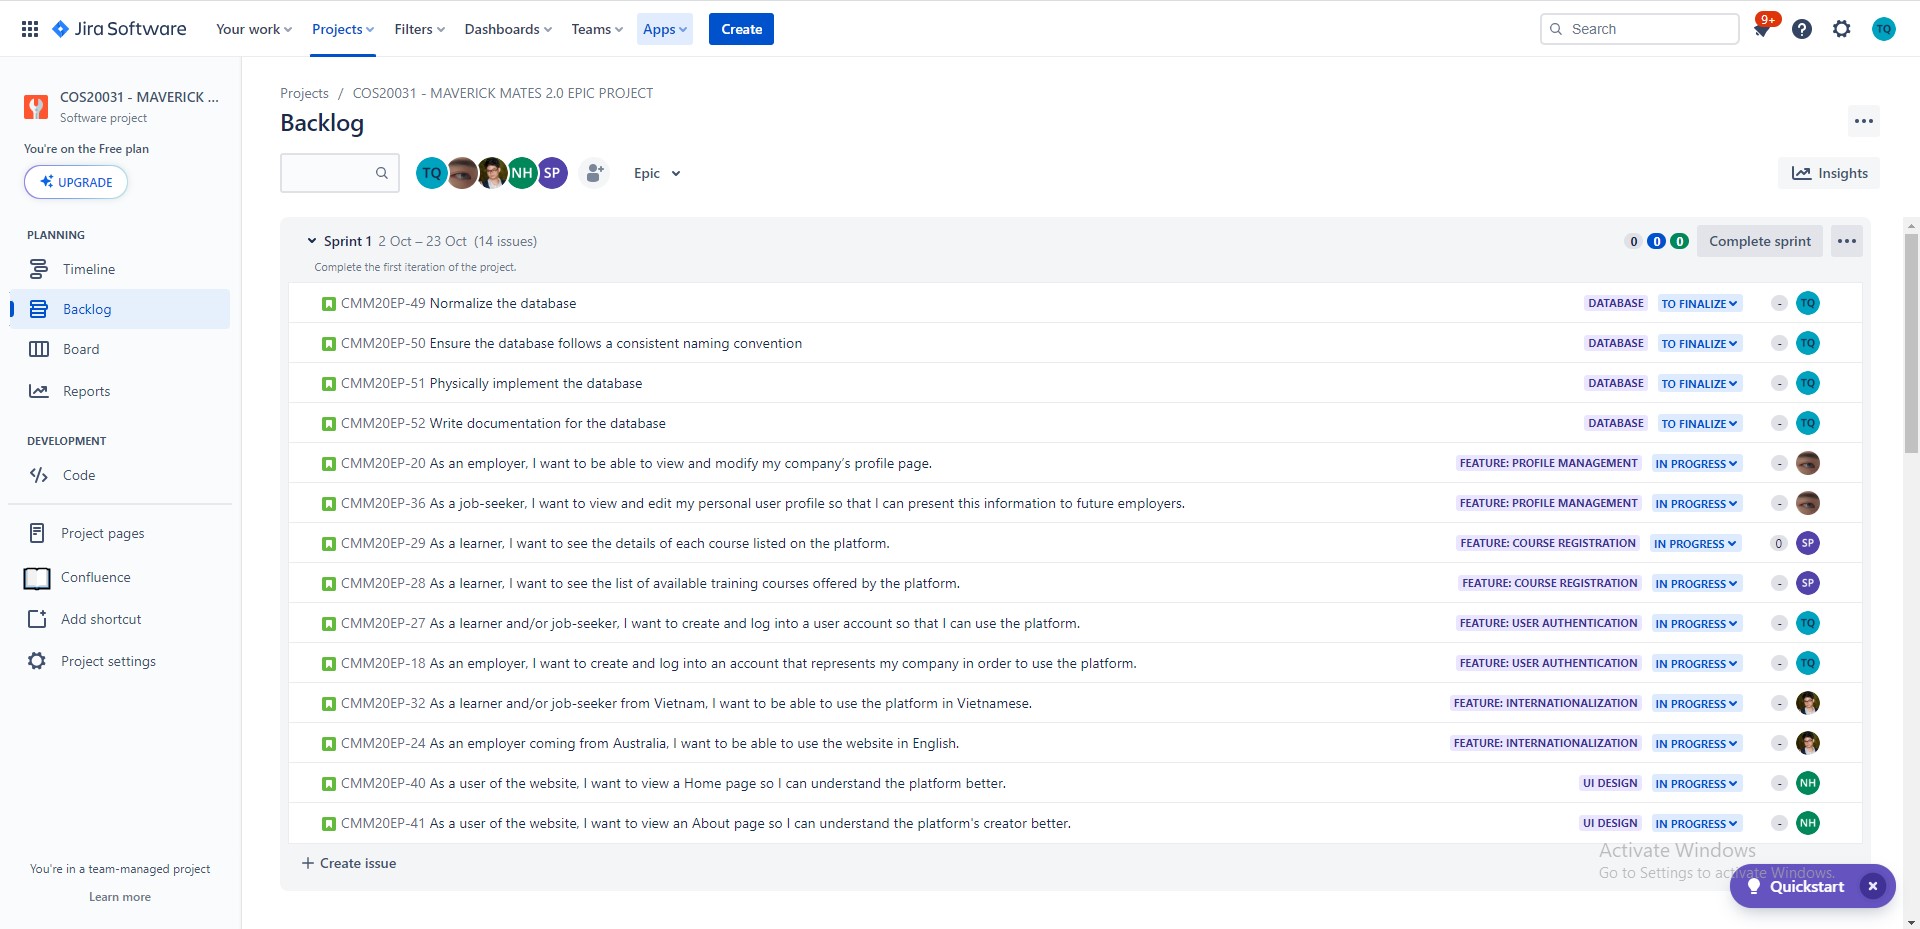 Jira Software Your work Projects Filters Dashboards Teams Apps Create Search 9+ TQ
COS20031 - MAVERICK ...
Software project
You're on the Free plan
UPGRADE
PLANNING
Timeline
Backlog
Board
Reports
DEVELOPMENT
Code
Project pages
Confluence
Add shortcut
Project settings
You're in a team-managed project
Learn more
Projects / COS20031 - MAVERICK MATES 2.0 EPIC PROJECT
Backlog
TQ NH SP Epic Insights
Sprint 1 2 Oct – 23 Oct (14 issues) 0 0 0 Complete sprint
Complete the first iteration of the project.
CMM20EP-49 Normalize the database DATABASE TO FINALIZE - TQ
CMM20EP-50 Ensure the database follows a consistent naming convention DATABASE TO FINALIZE - TQ
CMM20EP-51 Physically implement the database DATABASE TO FINALIZE - TQ
CMM20EP-52 Write documentation for the database DATABASE TO FINALIZE - TQ
CMM20EP-20 As an employer, I want to be able to view and modify my company's profile page. FEATURE: PROFILE MANAGEMENT IN PROGRESS -
CMM20EP-36 As a job-seeker, I want to view and edit my personal user profile so that I can present this information to future employers. FEATURE: PROFILE MANAGEMENT IN PROGRESS -
CMM20EP-29 As a learner, I want to see the details of each course listed on the platform. FEATURE: COURSE REGISTRATION IN PROGRESS 0 SP
CMM20EP-28 As a learner, I want to see the list of available training courses offered by the platform. FEATURE: COURSE REGISTRATION IN PROGRESS - SP
CMM20EP-27 As a learner and/or job-seeker, I want to create and log into a user account so that I can use the platform. FEATURE: USER AUTHENTICATION IN PROGRESS - TQ
CMM20EP-18 As an employer, I want to create and log into an account that represents my company in order to use the platform. FEATURE: USER AUTHENTICATION IN PROGRESS - TQ
CMM20EP-32 As a learner and/or job-seeker from Vietnam, I want to be able to use the platform in Vietnamese. FEATURE: INTERNATIONALIZATION IN PROGRESS -
CMM20EP-24 As an employer coming from Australia, I want to be able to use the website in English. FEATURE: INTERNATIONALIZATION IN PROGRESS -
CMM20EP-40 As a user of the website, I want to view a Home page so I can understand the platform better. UI DESIGN IN PROGRESS - NH
CMM20EP-41 As a user of the website, I want to view an About page so I can understand the platform's creator better. UI DESIGN IN PROGRESS - NH
+ Create issue
Activate Windows
Go to Settings to activate Windows.
Quickstart